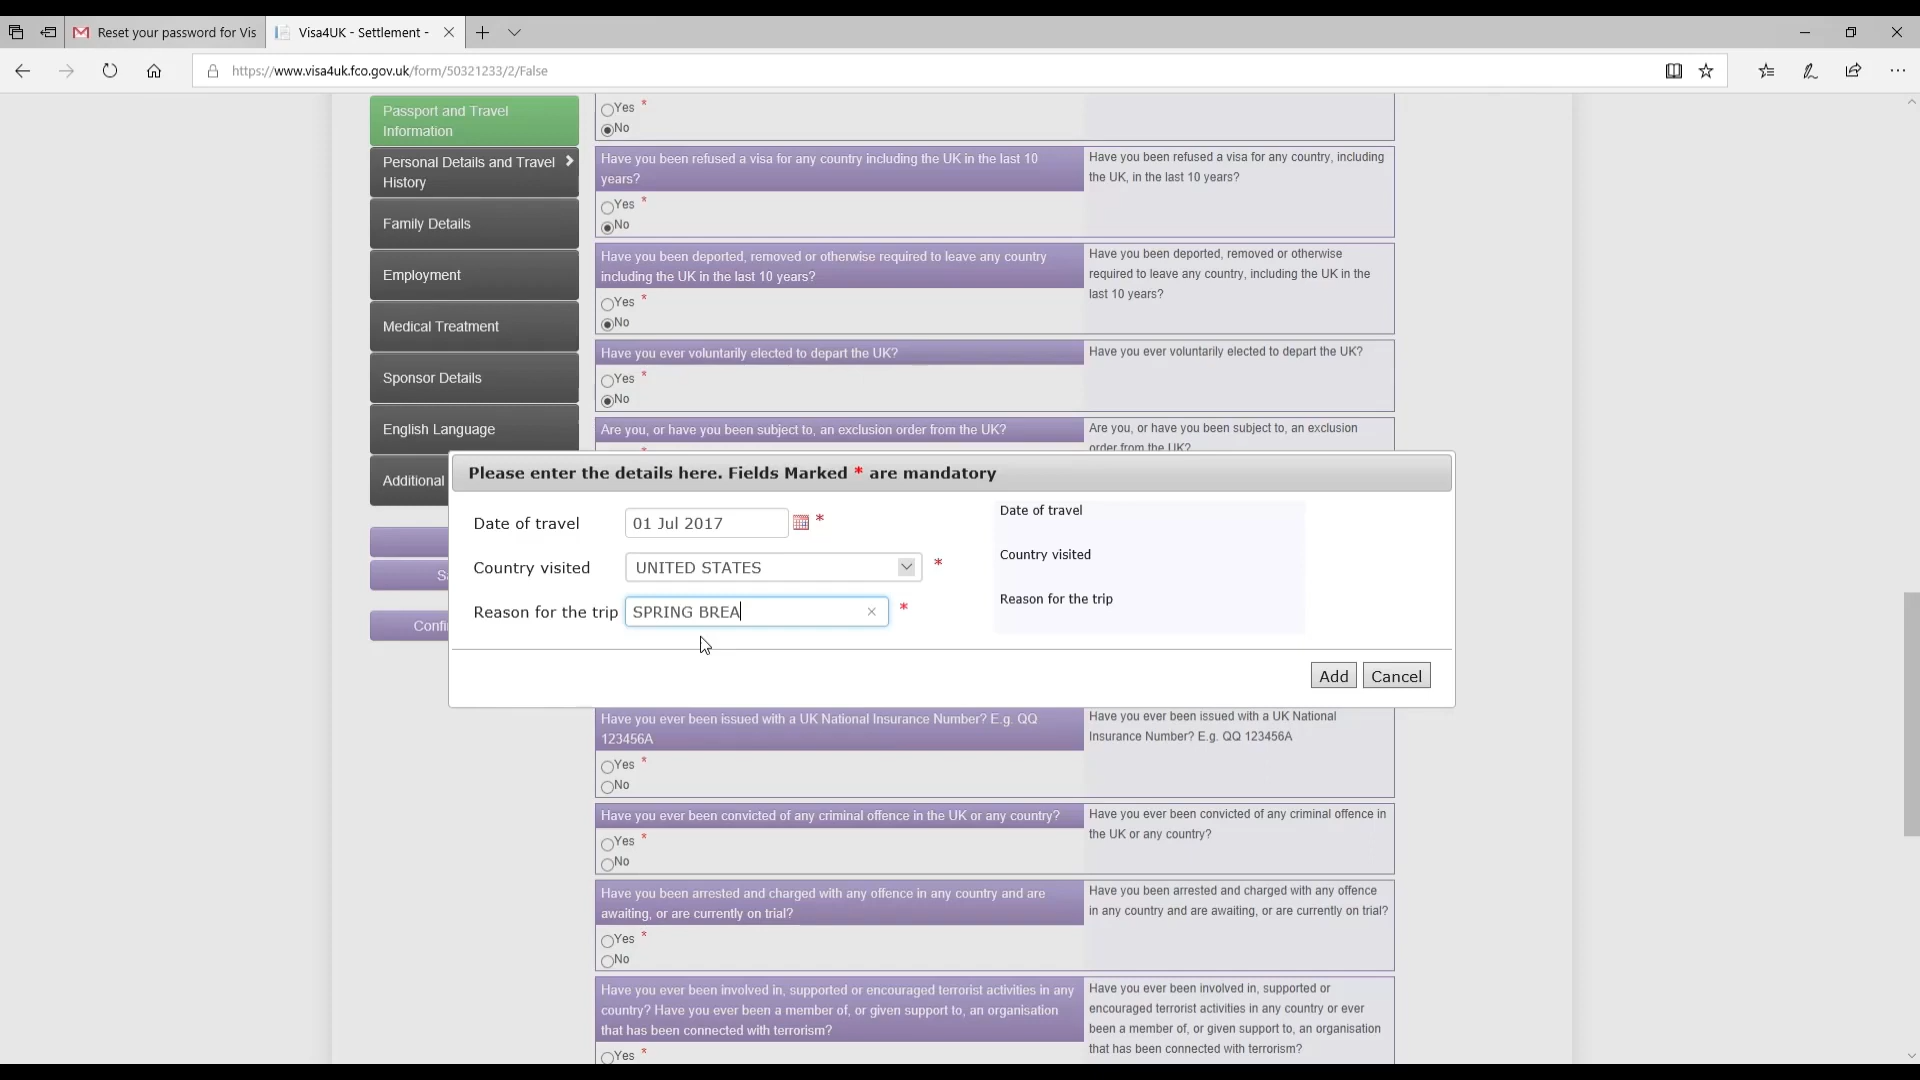 Reset your password for Vis
Visa4UK - Settlement -
https://www.visa4uk.fco.gov.uk/form/50321233/2/False
Passport and Travel
Information
Personal Details and Travel
History
Family Details
Employment
Medical Treatment
Sponsor Details
English Language
Additional
Confi
Yes *
No
Have you been refused a visa for any country including the UK in the last 10
years?
Have you been refused a visa for any country, including
the UK, in the last 10 years?
Yes *
No
Have you been deported, removed or otherwise required to leave any country
including the UK in the last 10 years?
Have you been deported, removed or otherwise
required to leave any country, including the UK in the
last 10 years?
Yes *
No
Have you ever voluntarily elected to depart the UK?
Have you ever voluntarily elected to depart the UK?
Yes *
No
Are you, or have you been subject to, an exclusion order from the UK?
Are you, or have you been subject to, an exclusion
order from the UK?
Please enter the details here. Fields Marked * are mandatory
Date of travel
01 Jul 2017
*
Date of travel
Country visited
UNITED STATES
*
Country visited
Reason for the trip
SPRING BREA
*
Reason for the trip
Add
Cancel
Have you ever been issued with a UK National Insurance Number? E.g. QQ
123456A
Have you ever been issued with a UK National
Insurance Number? E.g. QQ 123456A
Yes *
No
Have you ever been convicted of any criminal offence in the UK or any country?
Have you ever been convicted of any criminal offence in
the UK or any country?
Yes *
No
Have you been arrested and charged with any offence in any country and are
awaiting, or are currently on trial?
Have you been arrested and charged with any offence
in any country and are awaiting, or are currently on trial?
Yes *
No
Have you ever been involved in, supported or encouraged terrorist activities in any
country? Have you ever been a member of, or given support to, an organisation
that has been connected with terrorism?
Have you ever been involved in, supported or
encouraged terrorist activities in any country or ever
been a member of, or given support to, an organisation
that has been connected with terrorism?
Yes *